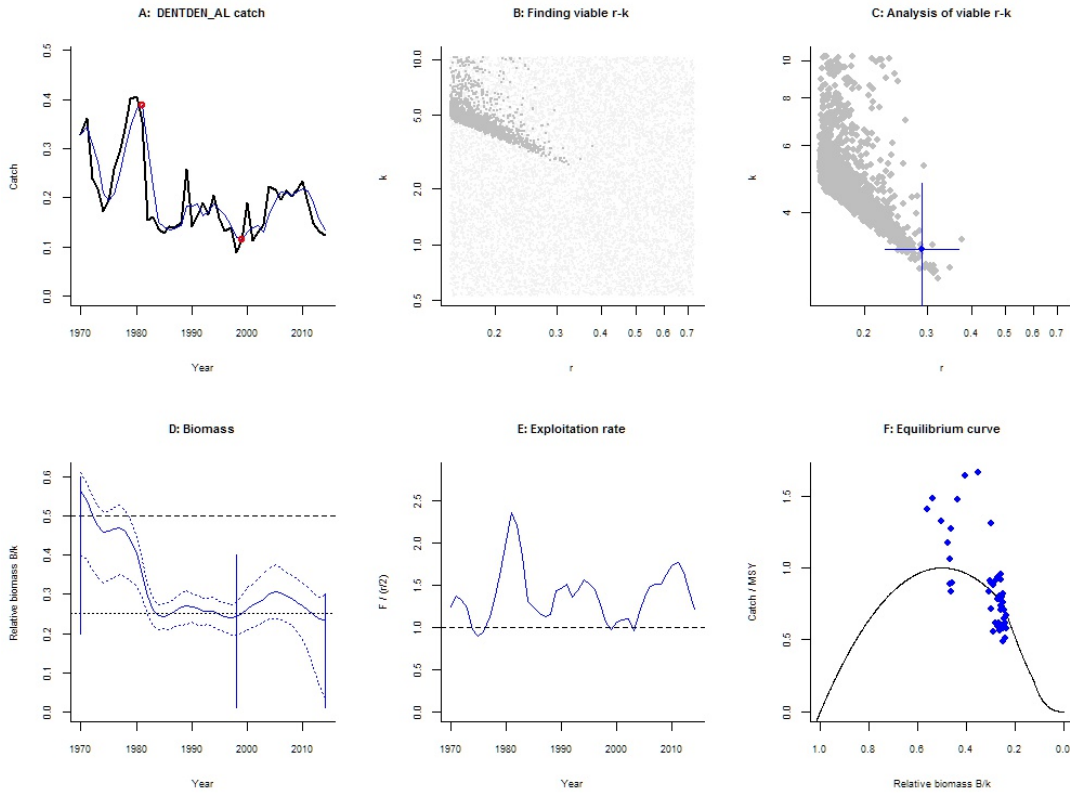 A: DENTDEN_AL catch
Catch
0.5
0.4
0.3
0.2
0.1
0.0
1970 1980 1990 2000 2010
Year
B: Finding viable r-k
k
10.0
5.0
2.0
1.0
0.5
0.2 0.3 0.4 0.5 0.6 0.7
r
C: Analysis of viable r-k
k
10
6
4
0.2 0.3 0.4 0.5 0.6 0.7
r
D: Biomass
Relative biomass B/k
0.6
0.5
0.4
0.3
0.2
0.1
0.0
1970 1980 1990 2000 2010
Year
E: Exploitation rate
F / (r/2)
2.5
2.0
1.5
1.0
0.5
0.0
1970 1980 1990 2000 2010
Year
F: Equilibrium curve
Catch / MSY
1.5
1.0
0.5
0.0
1.0 0.8 0.6 0.4 0.2 0.0
Relative biomass B/k